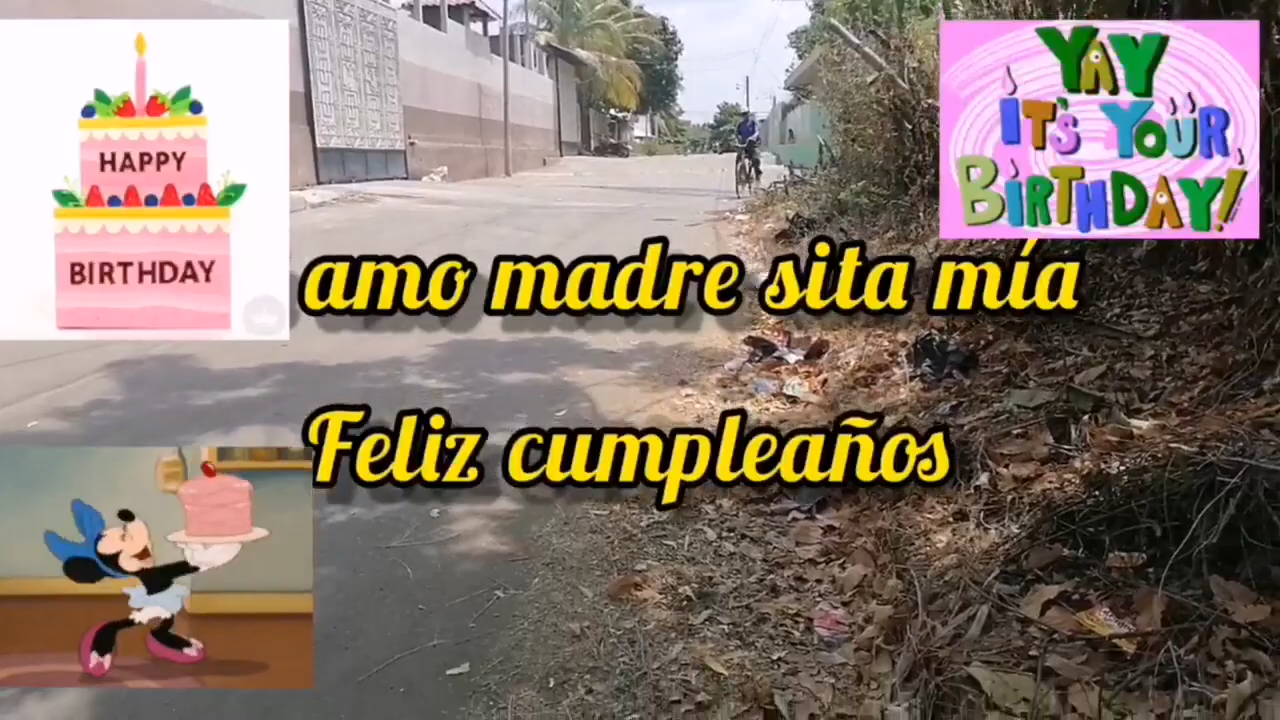 HAPPY
BIRTHDAY
YAY
IT'S YOUR
BIRTHDAY!
amo madre sita mía
Feliz cumpleaños